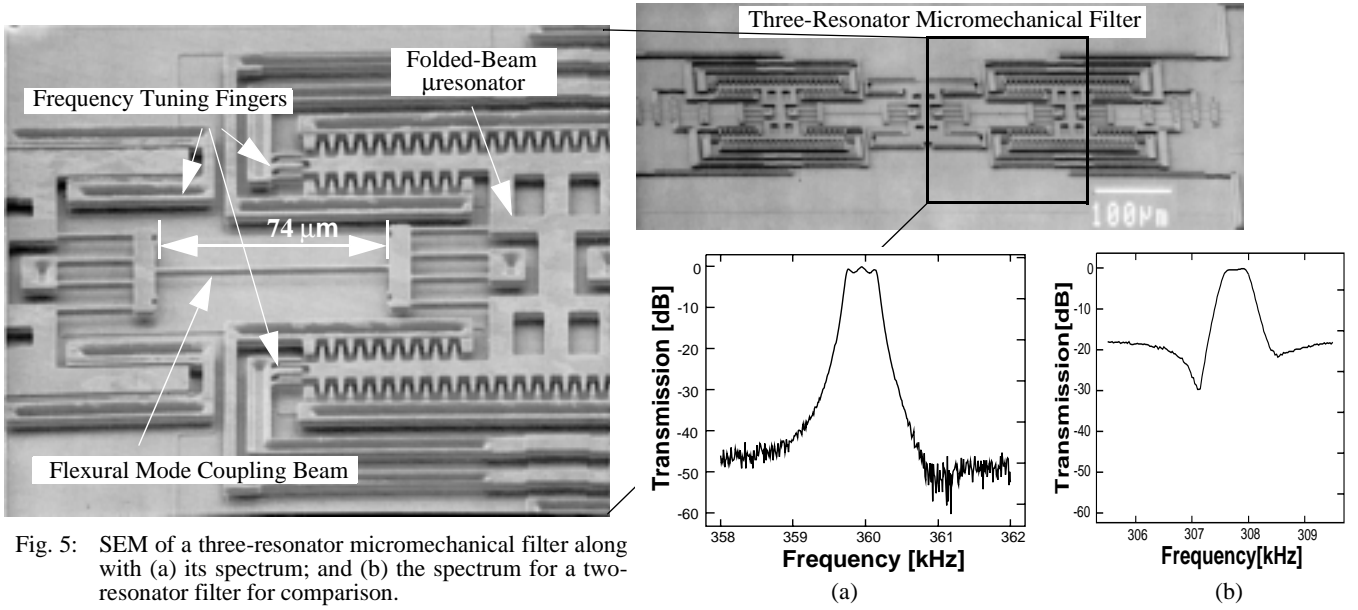 Three-Resonator Micromechanical Filter
Folded-Beam
μresonator
Frequency Tuning Fingers
74 μm
Flexural Mode Coupling Beam
100μm
Transmission [dB]
0
-10
-20
-30
-40
-50
-60
358
359
360
361
362
Frequency [kHz]
(a)
Transmission[dB]
0
-10
-20
-30
-40
-50
-60
306
307
308
309
Frequency[kHz]
(b)
Fig. 5: SEM of a three-resonator micromechanical filter along
with (a) its spectrum; and (b) the spectrum for a two-
resonator filter for comparison.